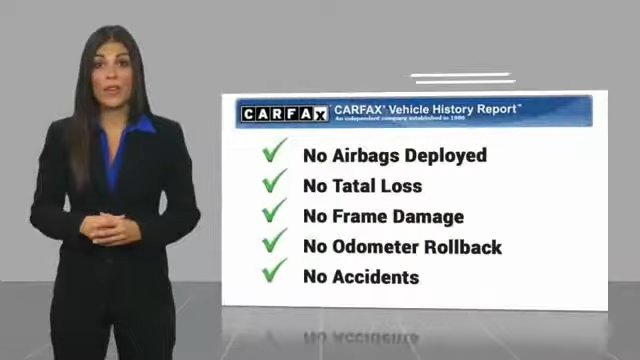 CARFAX CARFAX® Vehicle History Report™
An independent company established in 1986
No Airbags Deployed
No Tatal Loss
No Frame Damage
No Odometer Rollback
No Accidents